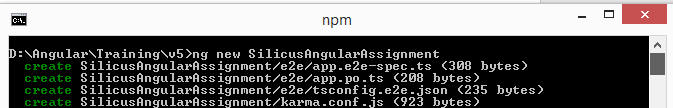 npm
D:\Angular\Training\v5>ng new SilicusAngularAssignment
create SilicusAngularAssignment/e2e/app.e2e-spec.ts (308 bytes)
create SilicusAngularAssignment/e2e/app.po.ts (208 bytes)
create SilicusAngularAssignment/e2e/tsconfig.e2e.json (235 bytes)
create SilicusAngularAssignment/karma.conf.js (923 bytes)